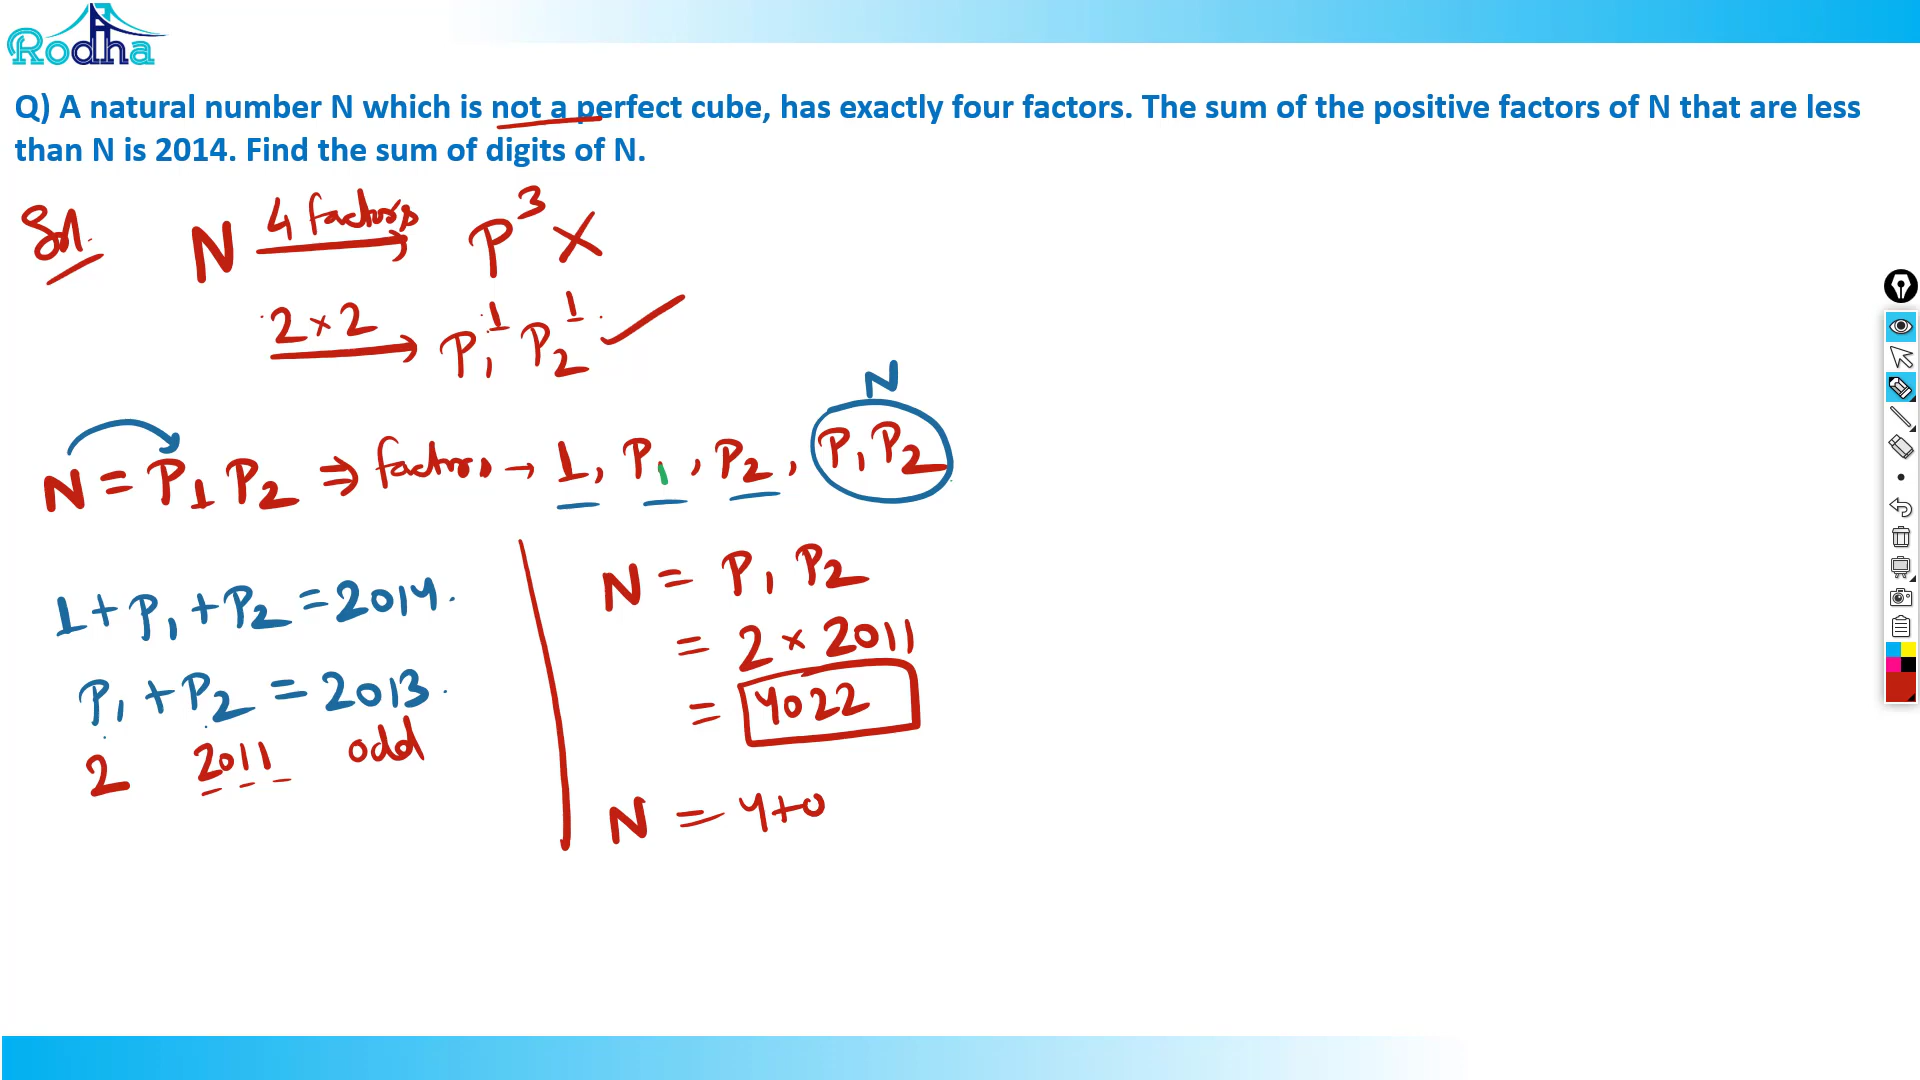 Rodha
Q) A natural number N which is not a perfect cube, has exactly four factors. The sum of the positive factors of N that are less
than N is 2014. Find the sum of digits of N.
Sol. N 4 factors P³ X
2×2 P₁¹ P₂¹ ✓
N
N = P₁ P₂ ⇒ factors → 1, P₁, P₂, P₁P₂
1+P₁+P₂ = 2014.
P₁+P₂ = 2013.
2 2011 odd
N = P₁ P₂
= 2 × 2011
= 4022
N = 4+0